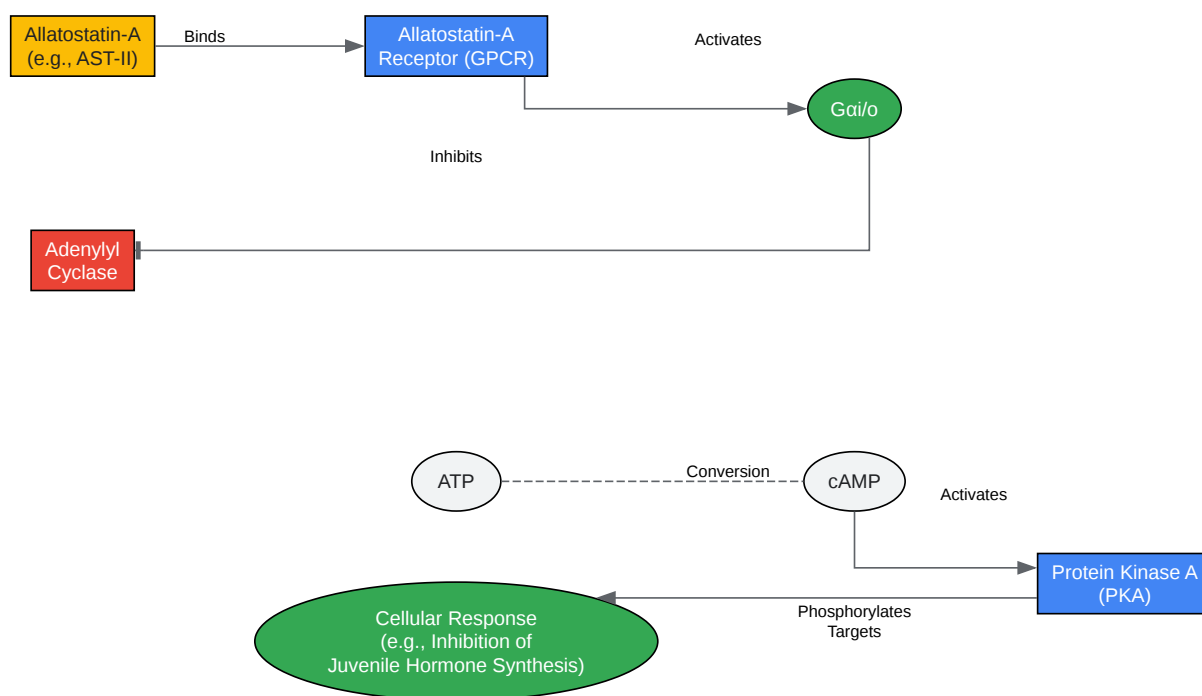 Allatostatin-A
(e.g., AST-II)
Binds
Allatostatin-A
Receptor (GPCR)
Activates
Gαi/o
Inhibits
Adenylyl
Cyclase
ATP
Conversion
cAMP
Activates
Protein Kinase A
(PKA)
Phosphorylates
Targets
Cellular Response
(e.g., Inhibition of
Juvenile Hormone Synthesis)